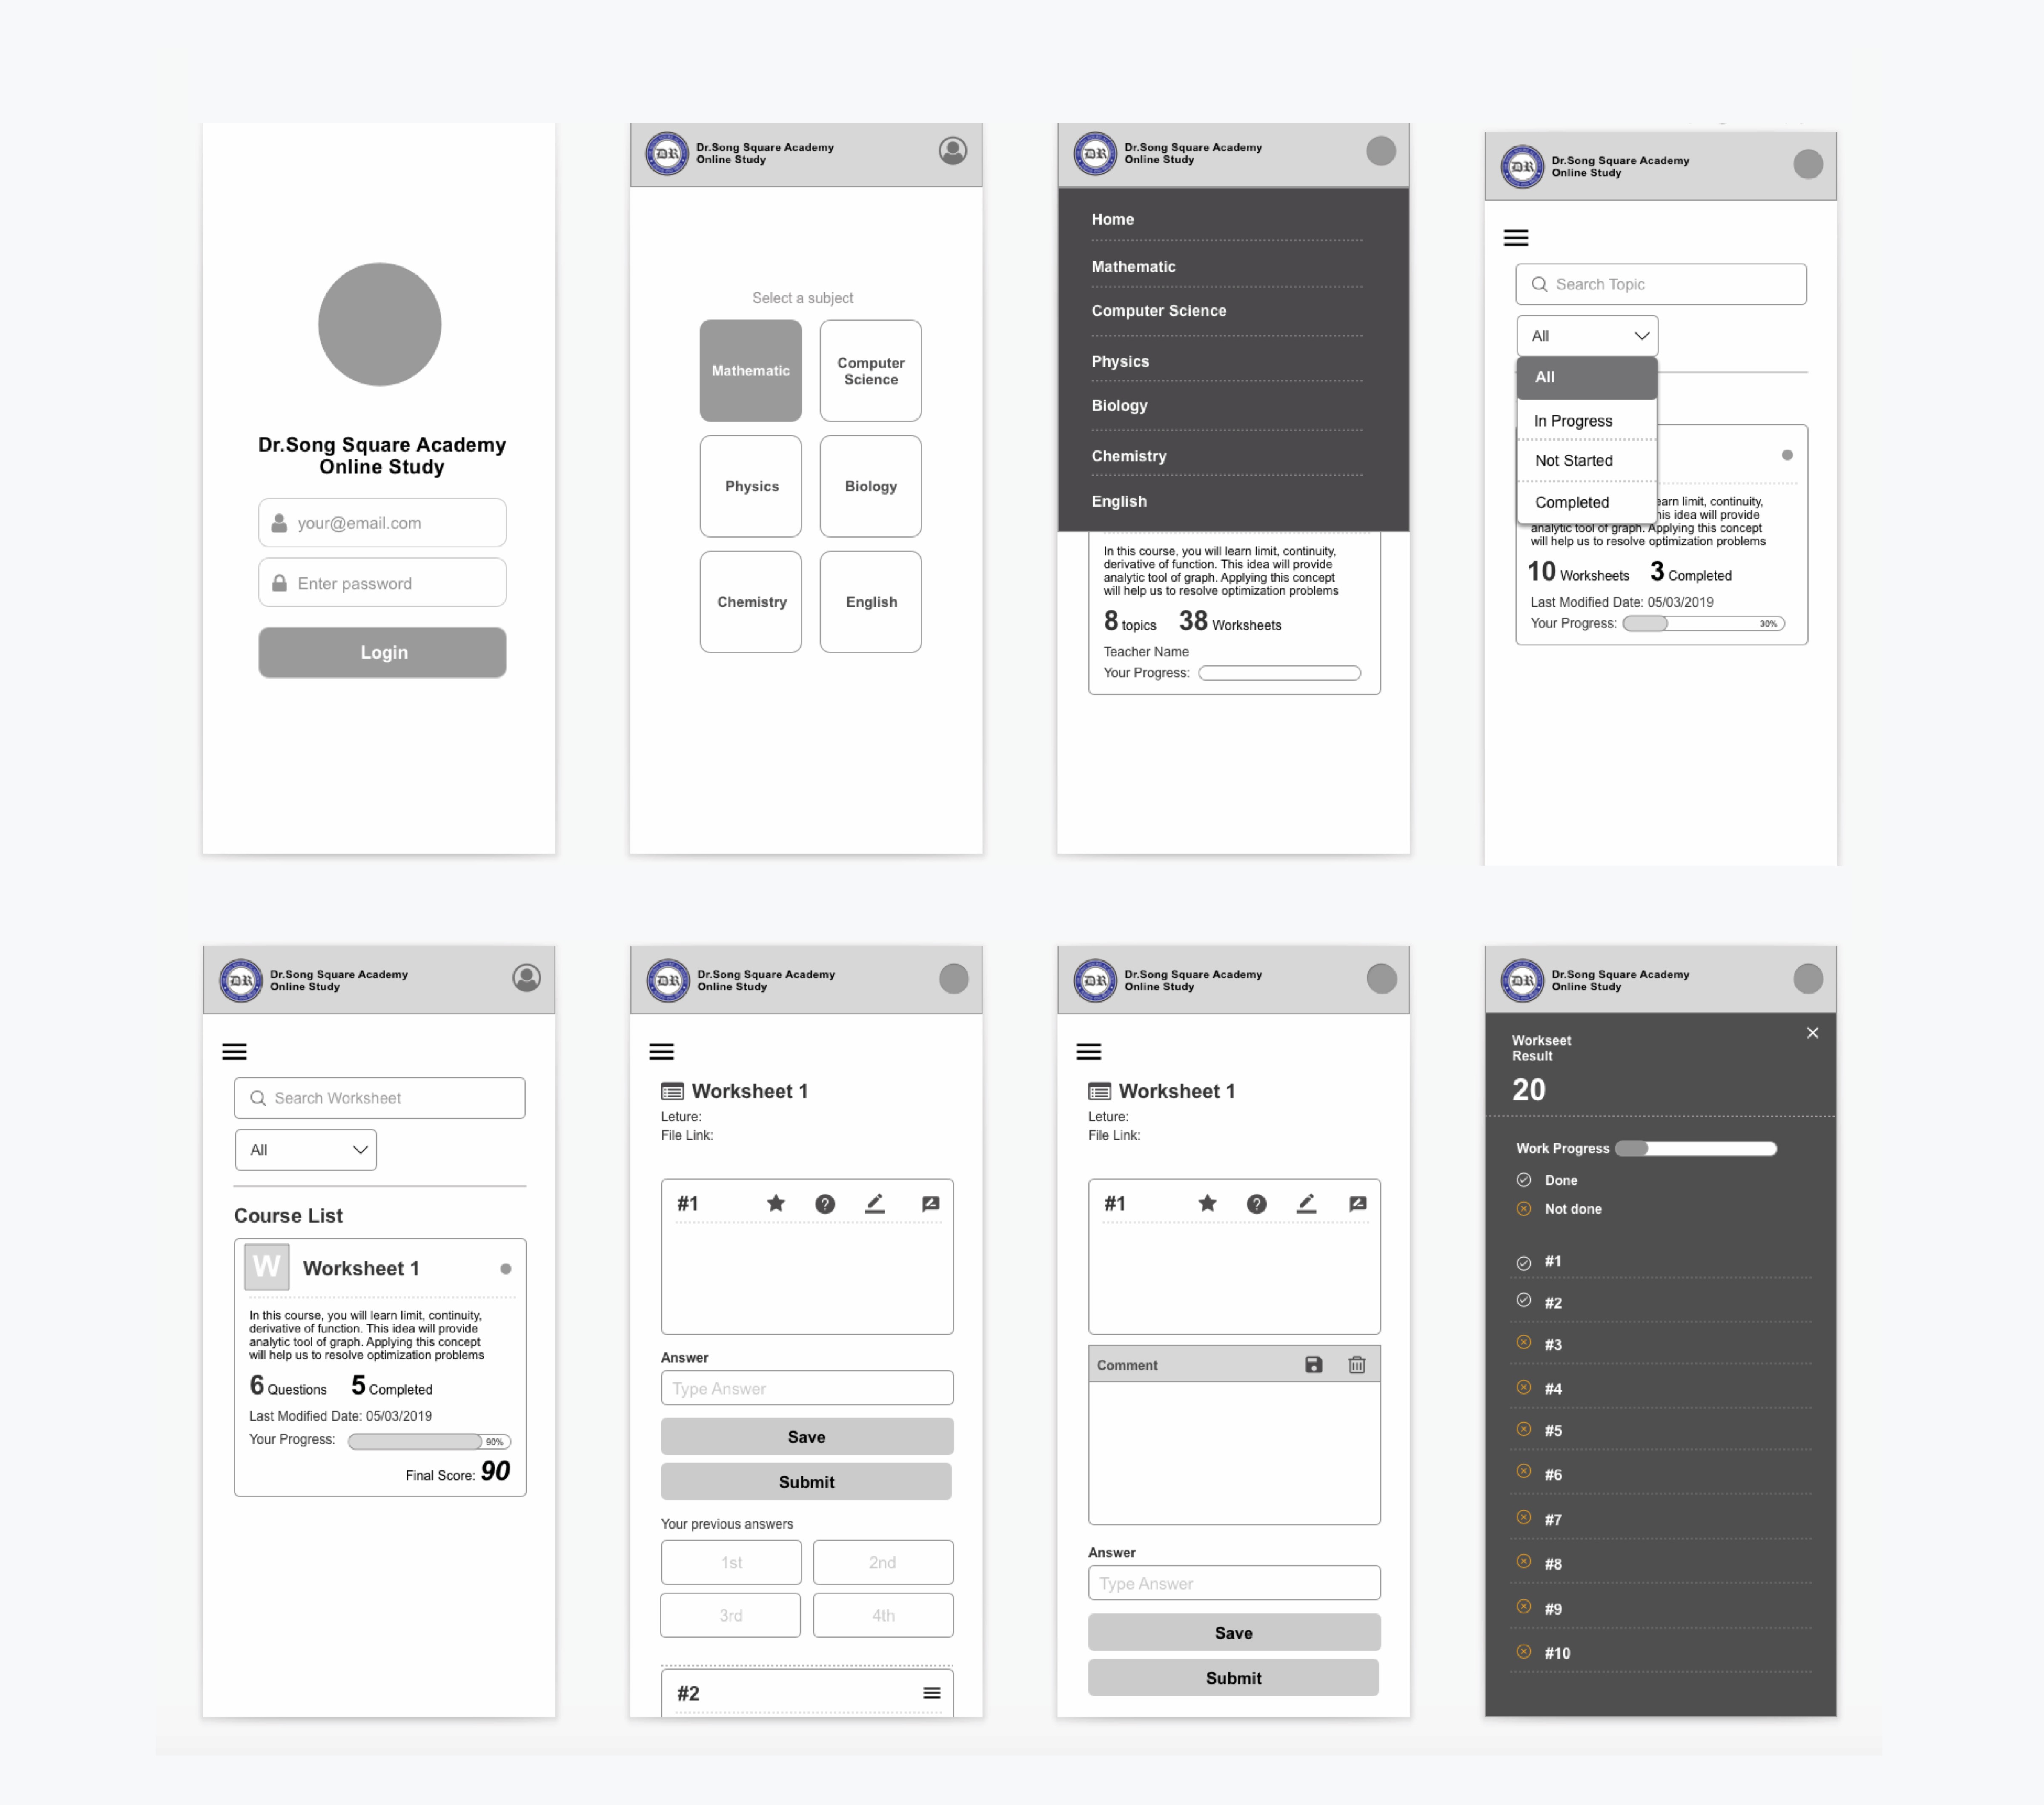 Dr.Song Square Academy
Online Study
your@email.com
Enter password
Login
DR
Dr.Song Square Academy
Online Study
Select a subject
Mathematic
Computer
Science
Physics
Biology
Chemistry
English
DR
Dr.Song Square Academy
Online Study
Home
Mathematic
Computer Science
Physics
Biology
Chemistry
English
In this course, you will learn limit, continuity,
derivative of function. This idea will provide
analytic tool of graph. Applying this concept
will help us to resolve optimization problems
8 topics 38 Worksheets
Teacher Name
Your Progress:
DR
Dr.Song Square Academy
Online Study
Search Topic
All
All
In Progress
Not Started
Completed
limit, continuity,
idea will provide
analytic tool of graph. Applying this concept
will help us to resolve optimization problems
10 Worksheets 3 Completed
Last Modified Date: 05/03/2019
Your Progress: 30%
DR
Dr.Song Square Academy
Online Study
Search Worksheet
All
Course List
W Worksheet 1
In this course, you will learn limit, continuity,
derivative of function. This idea will provide
analytic tool of graph. Applying this concept
will help us to resolve optimization problems
6 Questions 5 Completed
Last Modified Date: 05/03/2019
Your Progress: 90%
Final Score: 90
DR
Dr.Song Square Academy
Online Study
Worksheet 1
Leture:
File Link:
#1
Answer
Type Answer
Save
Submit
Your previous answers
1st 2nd
3rd 4th
#2
DR
Dr.Song Square Academy
Online Study
Worksheet 1
Leture:
File Link:
#1
Comment
Answer
Type Answer
Save
Submit
DR
Dr.Song Square Academy
Online Study
Workseet
Result
20
Work Progress
Done
Not done
#1
#2
#3
#4
#5
#6
#7
#8
#9
#10